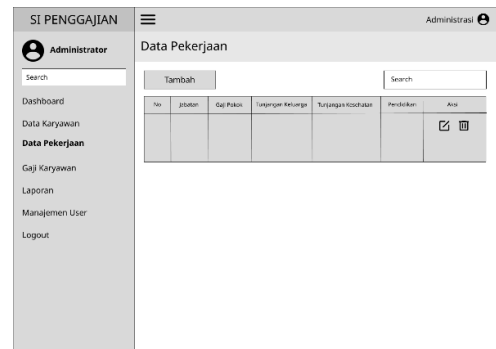 SI PENGGAJIAN
Administrasi
Administrator
Data Pekerjaan
Search
Tambah
Search
Dashboard
Data Karyawan
Data Pekerjaan
Gaji Karyawan
Laporan
Manajemen User
Logout
No Jabatan Gaji Pokok Tunjangan Keluarga Tunjangan Kesehatan Pendidikan Aksi